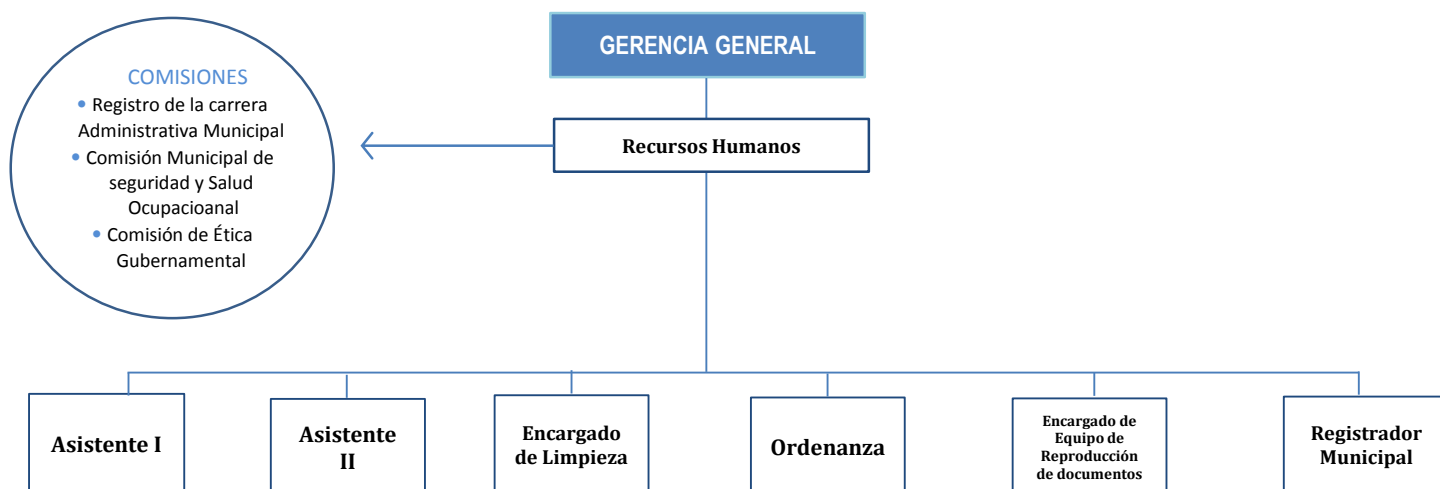 GERENCIA GENERAL
COMISIONES
• Registro de la carrera
Administrativa Municipal
• Comisión Municipal de
seguridad y Salud
Ocupacioanal
• Comisión de Ética
Gubernamental
Recursos Humanos
Asistente I
Asistente
II
Encargado
de Limpieza
Ordenanza
Encargado de
Equipo de
Reproducción
de documentos
Registrador
Municipal